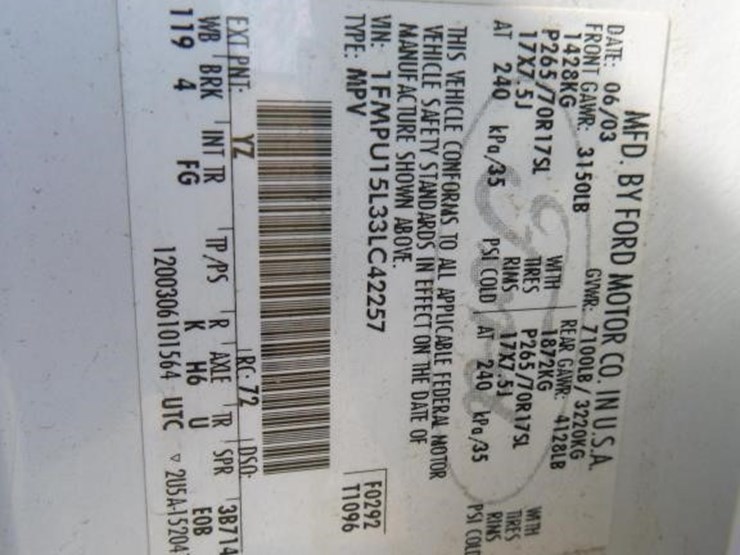 MFD. BY FORD MOTOR CO. IN U.S.A.
DATE: 06/03 GVWR: 7100LB / 3220KG
FRONT GAWR: 3150LB REAR GAWR: 4128LB
1428KG WITH 1872KG WITH
P265/70R17SL TIRES P265/70R17SL TIRES
17X7.5J RIMS 17X7.5J RIMS
AT 240 kPa/35 PSI COLD AT 240 kPa/35 PSI COLD
THIS VEHICLE CONFORMS TO ALL APPLICABLE FEDERAL MOTOR
VEHICLE SAFETY STANDARDS IN EFFECT ON THE DATE OF
MANUFACTURE SHOWN ABOVE.
VIN: 1FMPU15L33LC42257 F0292
TYPE: MPV T1096
EXT PNT: YZ RC: 72 DSO:
WB BRK INT TR TP/PS R AXLE TR SPR 3B714
119 4 FG K H6 U EOB
1200306101564 UTC ▽ 2U5A-15204